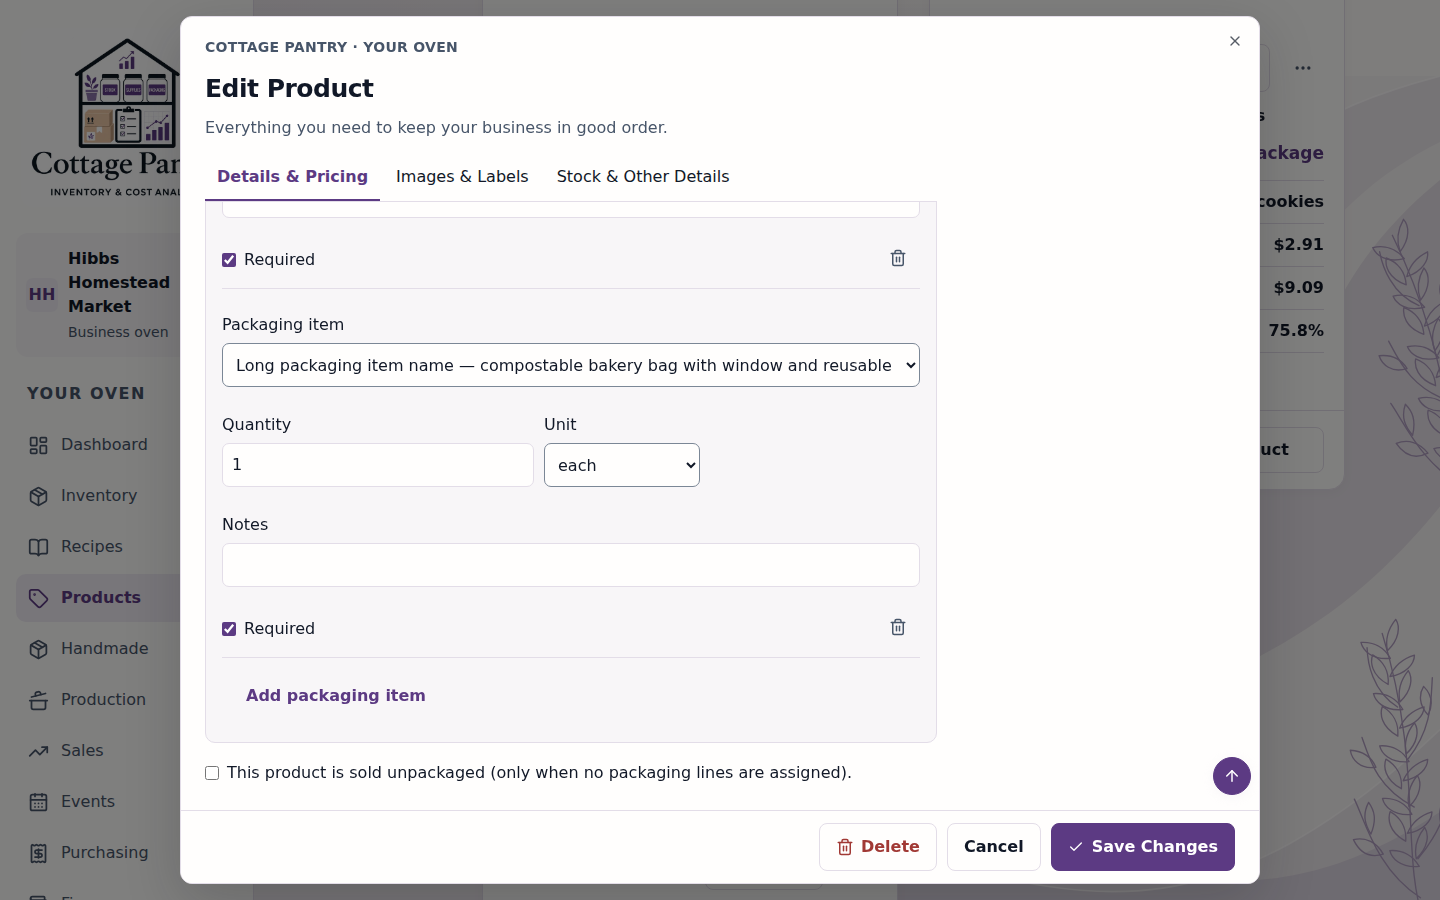 COTTAGE PANTRY · YOUR OVEN
Edit Product
Everything you need to keep your business in good order.
Details & Pricing
Images & Labels
Stock & Other Details
Required
Packaging item
Long packaging item name — compostable bakery bag with window and reusable
Quantity
Unit
1
each
Notes
Required
Add packaging item
This product is sold unpackaged (only when no packaging lines are assigned).
Delete
Cancel
Save Changes
Cottage Pan
INVENTORY & COST ANAL
HH
Hibbs
Homestead
Market
Business oven
YOUR OVEN
Dashboard
Inventory
Recipes
Products
Handmade
Production
Sales
Events
Purchasing
s
ackage
cookies
$2.91
$9.09
75.8%
uct